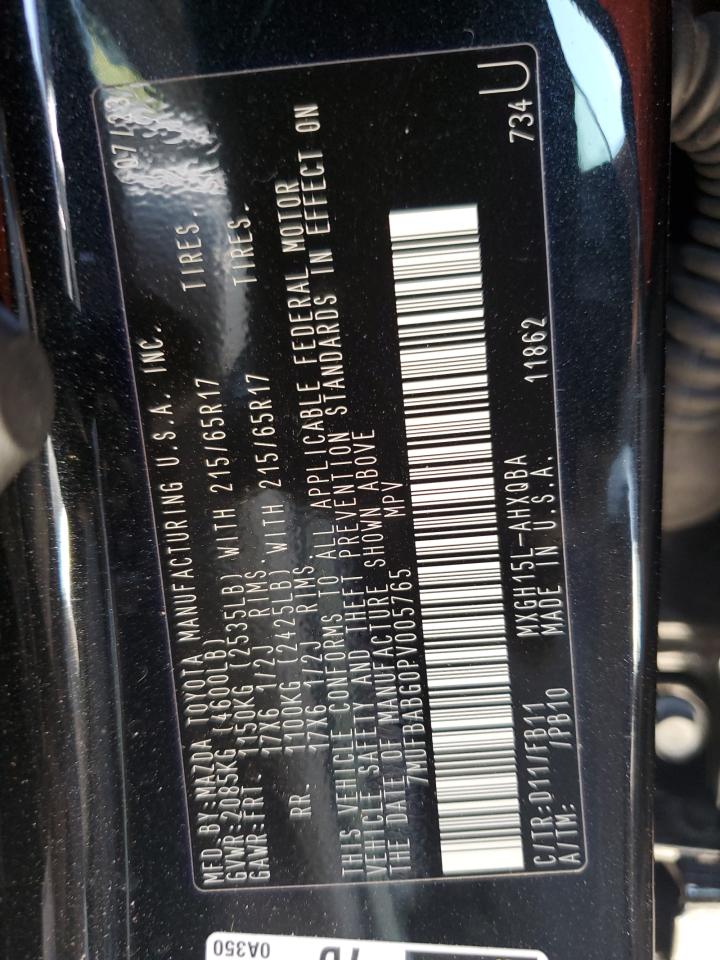 MFD.BY:MAZDA TOYOTA MANUFACTURING U.S.A. INC. 07/23
GVWR:2085KG (4600LB)
GAWR:FRT. 1150KG (2535LB) WITH 215/65R17 TIRES.
17X6 1/2J RIMS.
RR. 1100KG (2425LB) WITH 215/65R17 TIRES.
17X6 1/2J RIMS.
THIS VEHICLE CONFORMS TO ALL APPLICABLE FEDERAL MOTOR
VEHICLE SAFETY AND THEFT PREVENTION STANDARDS IN EFFECT ON
THE DATE OF MANUFACTURE SHOWN ABOVE
7MUFBABG0PV005765 MPV
C/TR:D11/FB11 MXGH15L-AHXQBA 11862 734 U
A/TM: /PB10 MADE IN U.S.A.
0A350